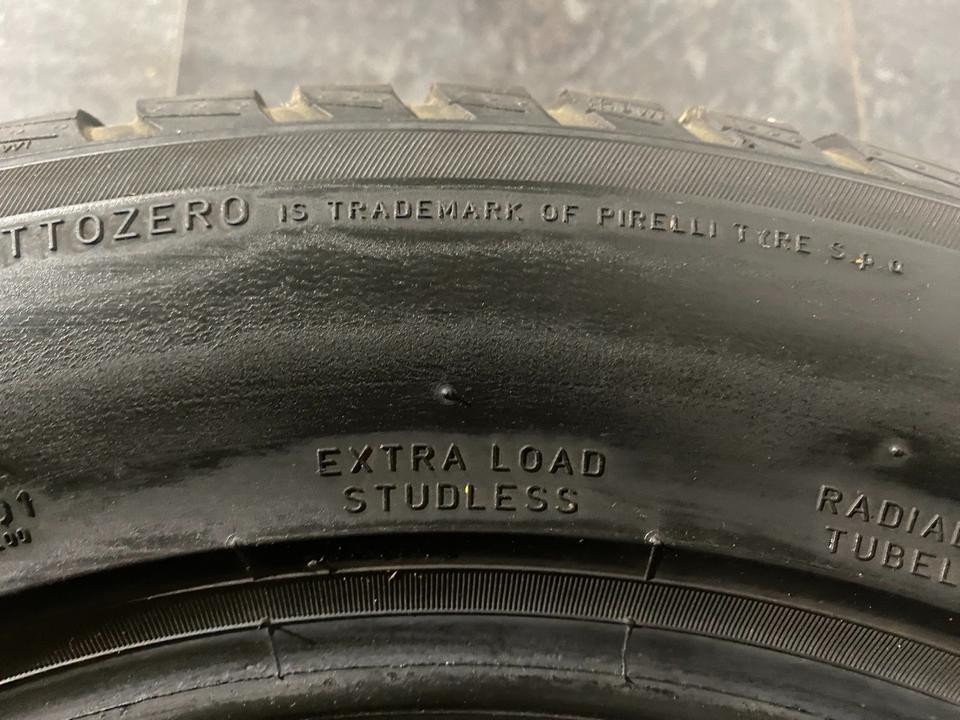 TTOZERO IS TRADEMARK OF PIRELLI TYRE S.p.a
EXTRA LOAD
STUDLESS
RADIAL
TUBEL